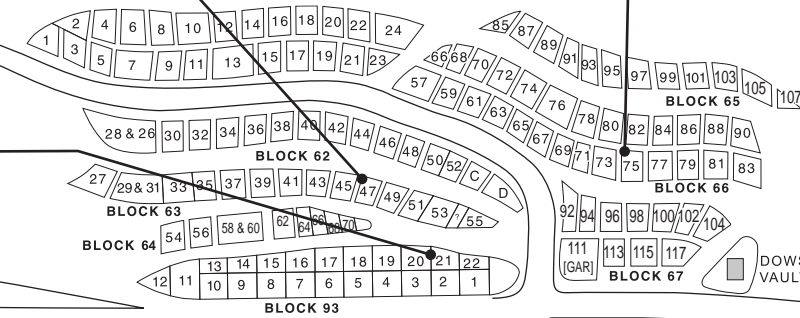 2 4 6 8 10 12 14 16 18 20 22 24
1 3 5 7 9 11 13 15 17 19 21 23
85 87 89 91 93 95 97 99 101 103 105 107
BLOCK 65
66 68 70 72 74 76 78 80 82 84 86 88 90
57 59 61 63 65 67 69 71 73 75 77 79 81 83
BLOCK 66
28 & 26 30 32 34 36 38 40 42 44 46 48 50 52 C D
BLOCK 62
27 29 & 31 33 35 37 39 41 43 45 47 49 51 53 ? 55
BLOCK 63
54 56 58 & 60 62 64 66 68 70
BLOCK 64
92 94 96 98 100 102 104
111 113 115 117
[GAR]
BLOCK 67
DOWS
VAUL
13 14 15 16 17 18 19 20 21 22
12 11 10 9 8 7 6 5 4 3 2 1
BLOCK 93